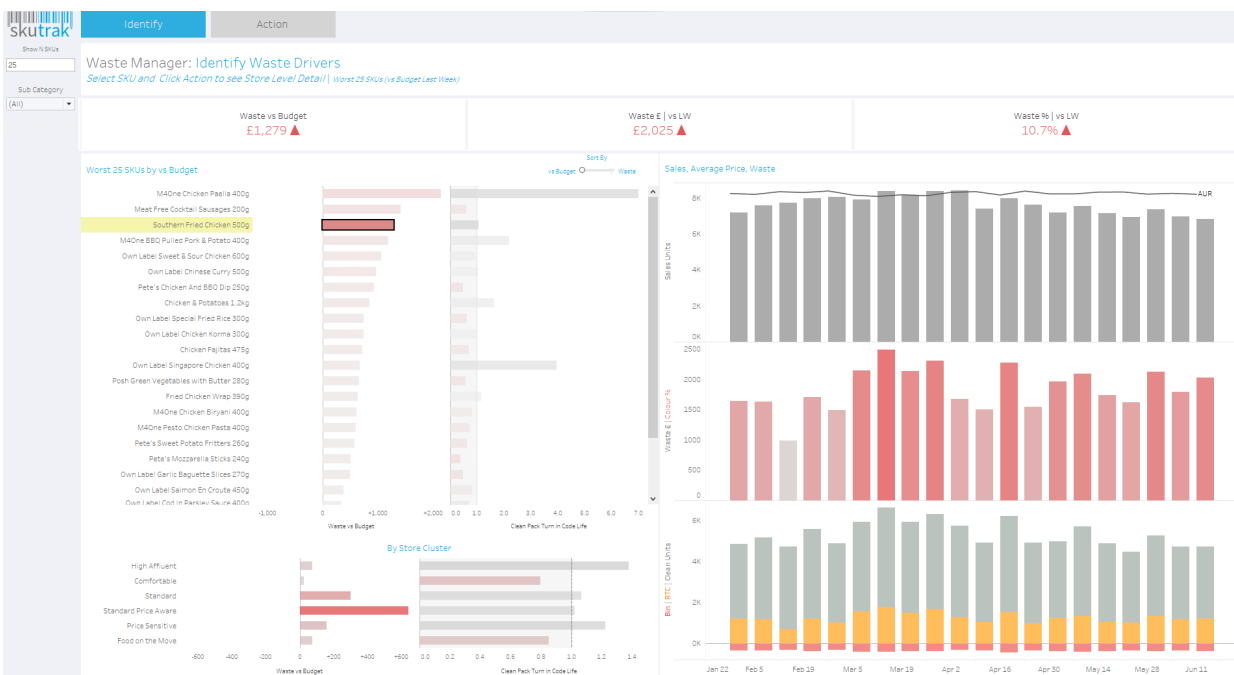 skutrak
Identify
Action
Show N SKUs
25
Sub Category
(All)
Waste Manager: Identify Waste Drivers
Select SKU and Click Action to see Store Level Detail | Worst 25 SKUs (vs Budget Last Week)
Waste vs Budget
£1,279
Waste £ | vs LW
£2,025
Waste % | vs LW
10.7%
Worst 25 SKUs by vs Budget
Sort By
vs Budget
Waste
M4One Chicken Paella 400g
Meat Free Cocktail Sausages 200g
Southern Fried Chicken 500g
M4One BBQ Pulled Pork & Potato 400g
Own Label Sweet & Sour Chicken 600g
Own Label Chinese Curry 500g
Pete's Chicken And BBQ Dip 250g
Chicken & Potatoes 1.2kg
Own Label Special Fried Rice 300g
Own Label Chicken Korma 300g
Chicken Fajitas 475g
Own Label Singapore Chicken 400g
Posh Green Vegetables with Butter 280g
Fried Chicken Wrap 390g
M4One Chicken Biryani 400g
M4One Pesto Chicken Pasta 400g
Pete's Sweet Potato Fritters 260g
Pete's Mozzarella Sticks 240g
Own Label Garlic Baguette Slices 270g
Own Label Salmon En Croute 450g
Own Label Cod In Parsley Sauce 400g
-1,000 0 +1,000 +2,000 0.0 1.0 2.0 3.0 4.0 5.0 6.0 7.0
Waste vs Budget
Clean Pack Turn in Code Life
By Store Cluster
High Affluent
Comfortable
Standard
Standard Price Aware
Price Sensitive
Food on the Move
-600 -400 -200 0 +200 +400 +600 0.0 0.2 0.4 0.6 0.8 1.0 1.2 1.4
Waste vs Budget
Clean Pack Turn in Code Life
Sales, Average Price, Waste
AUR
8K
6K
4K
2K
0K
Sales Units
2500
2000
1500
1000
500
0
Waste £ | Colour %
6K
4K
2K
0K
Bin | RTC | Clean Units
Jan 22 Feb 5 Feb 19 Mar 5 Mar 19 Apr 2 Apr 16 Apr 30 May 14 May 28 Jun 11